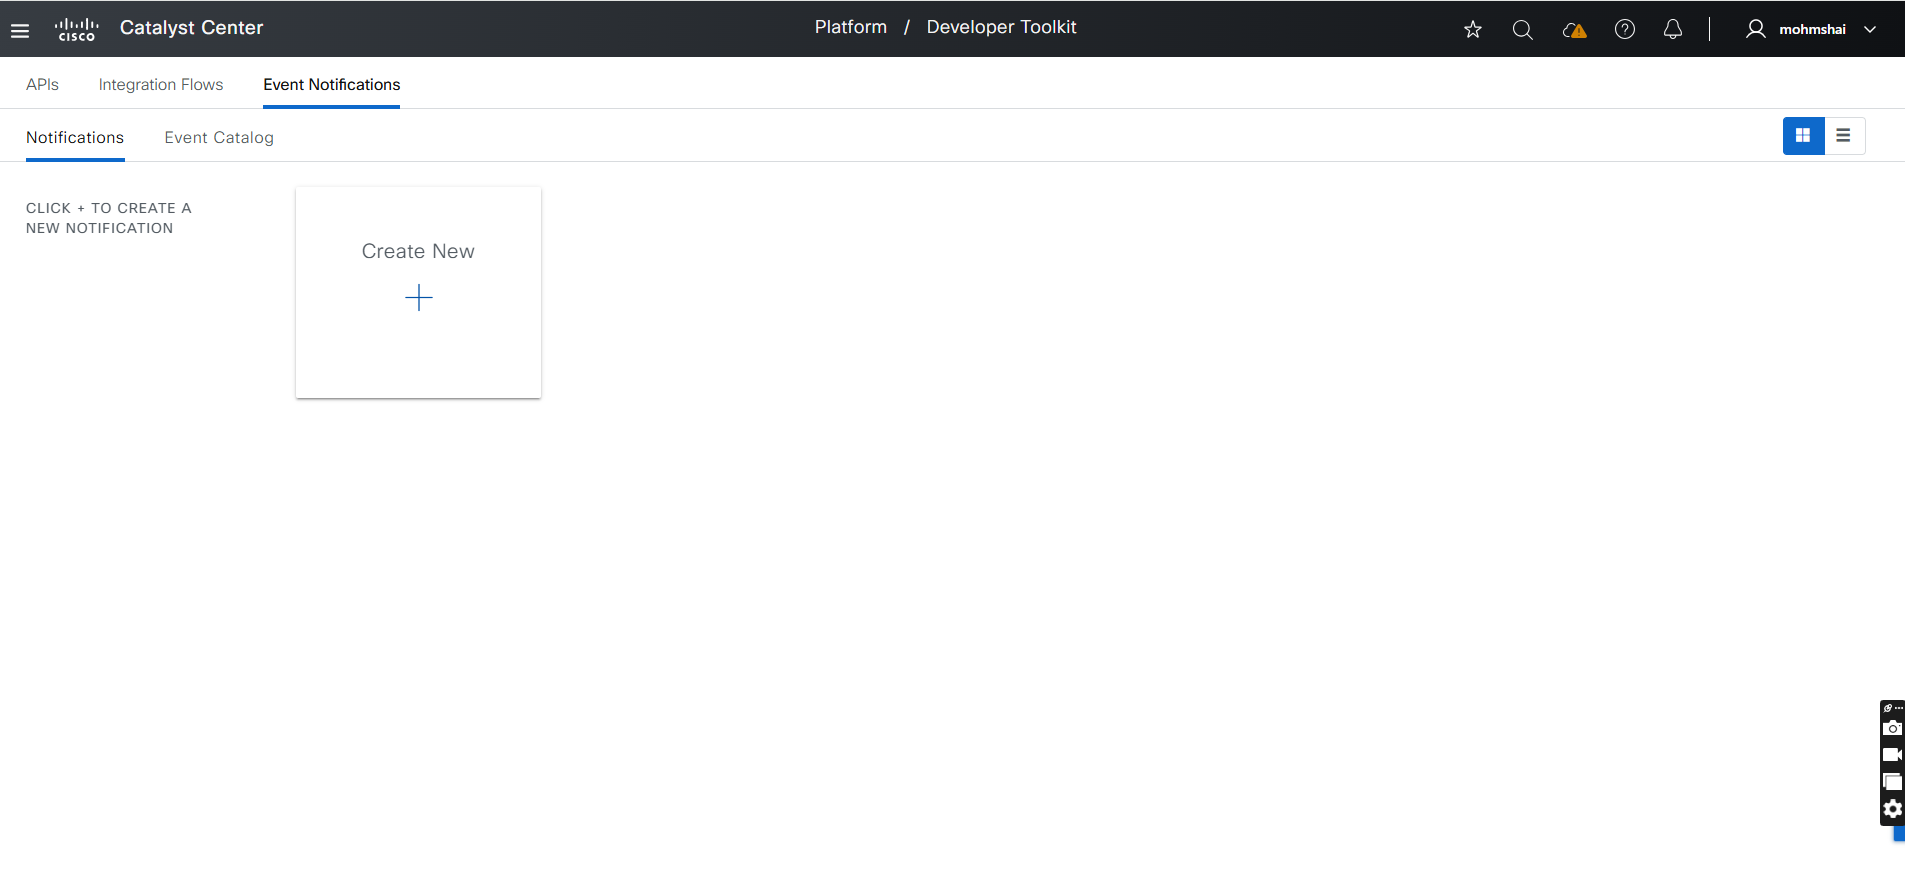 cisco
Catalyst Center
Platform / Developer Toolkit
mohmshai
APIs
Integration Flows
Event Notifications
Notifications
Event Catalog
CLICK + TO CREATE A
NEW NOTIFICATION
Create New